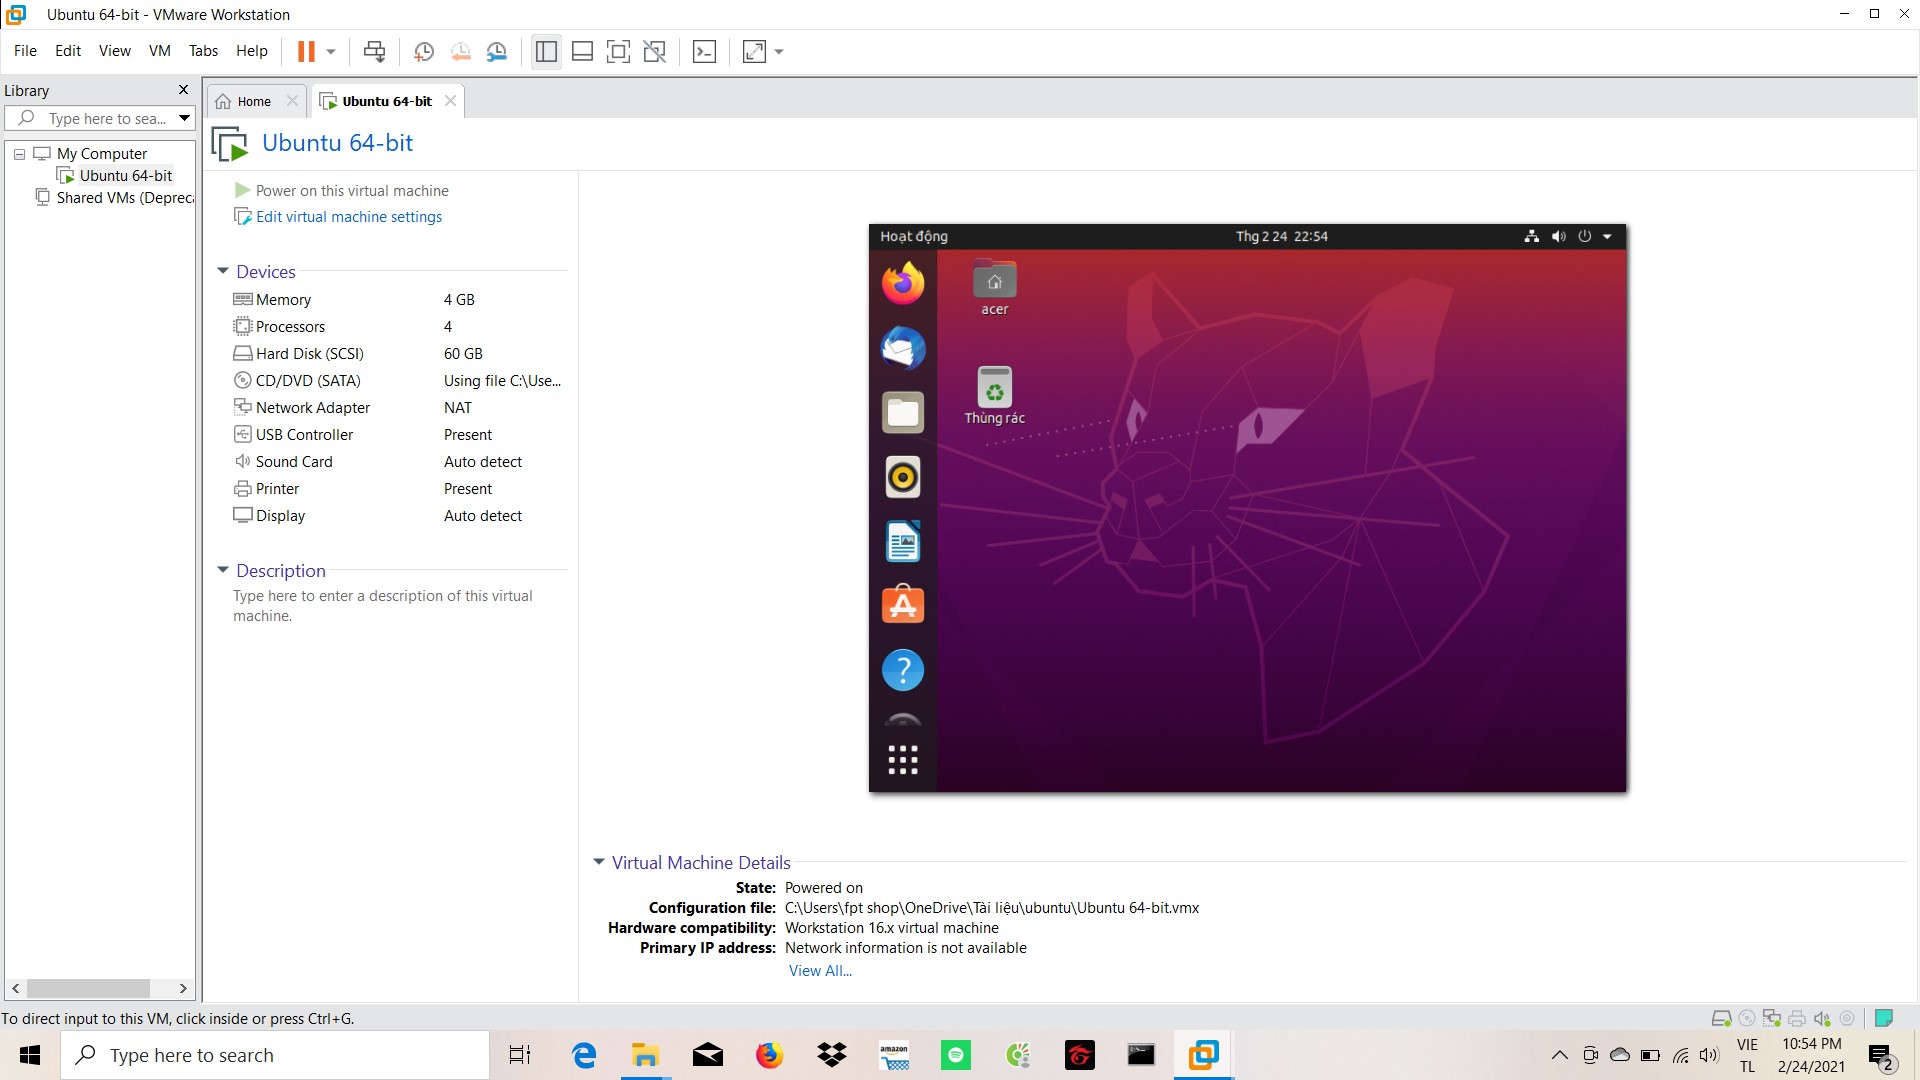 Ubuntu 64-bit - VMware Workstation
File Edit View VM Tabs Help
Library
Type here to sea...
My Computer
Ubuntu 64-bit
Shared VMs (Depreca
Home
Ubuntu 64-bit
Ubuntu 64-bit
Power on this virtual machine
Edit virtual machine settings
Devices
Memory 4 GB
Processors 4
Hard Disk (SCSI) 60 GB
CD/DVD (SATA) Using file C:\Use...
Network Adapter NAT
USB Controller Present
Sound Card Auto detect
Printer Present
Display Auto detect
Description
Type here to enter a description of this virtual
machine.
Hoạt động Thg 2 24 22:54
acer
Thùng rác
Virtual Machine Details
State: Powered on
Configuration file: C:\Users\fpt shop\OneDrive\Tài liệu\ubuntu\Ubuntu 64-bit.vmx
Hardware compatibility: Workstation 16.x virtual machine
Primary IP address: Network information is not available
View All...
To direct input to this VM, click inside or press Ctrl+G.
Type here to search
amazon
VIE
TL
10:54 PM
2/24/2021
2